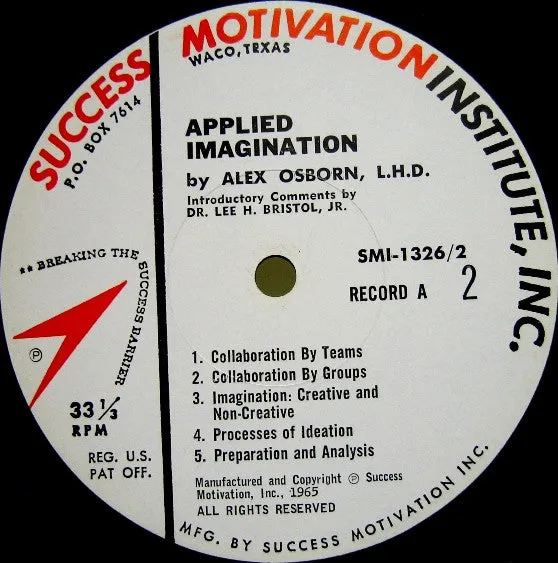 SUCCESS MOTIVATION INSTITUTE, INC.
P.O. BOX 7614
WACO, TEXAS
APPLIED
IMAGINATION
by ALEX OSBORN, L.H.D.
Introductory Comments by
DR. LEE H. BRISTOL, JR.
** BREAKING THE SUCCESS BARRIER
℗
SMI-1326/2
RECORD A 2
33 1/3
RPM
REG. U.S.
PAT OFF.
1. Collaboration By Teams
2. Collaboration By Groups
3. Imagination: Creative and
Non-Creative
4. Processes of Ideation
5. Preparation and Analysis
Manufactured and Copyright ℗ Success
Motivation, Inc., 1965
ALL RIGHTS RESERVED
MFG. BY SUCCESS MOTIVATION INC.